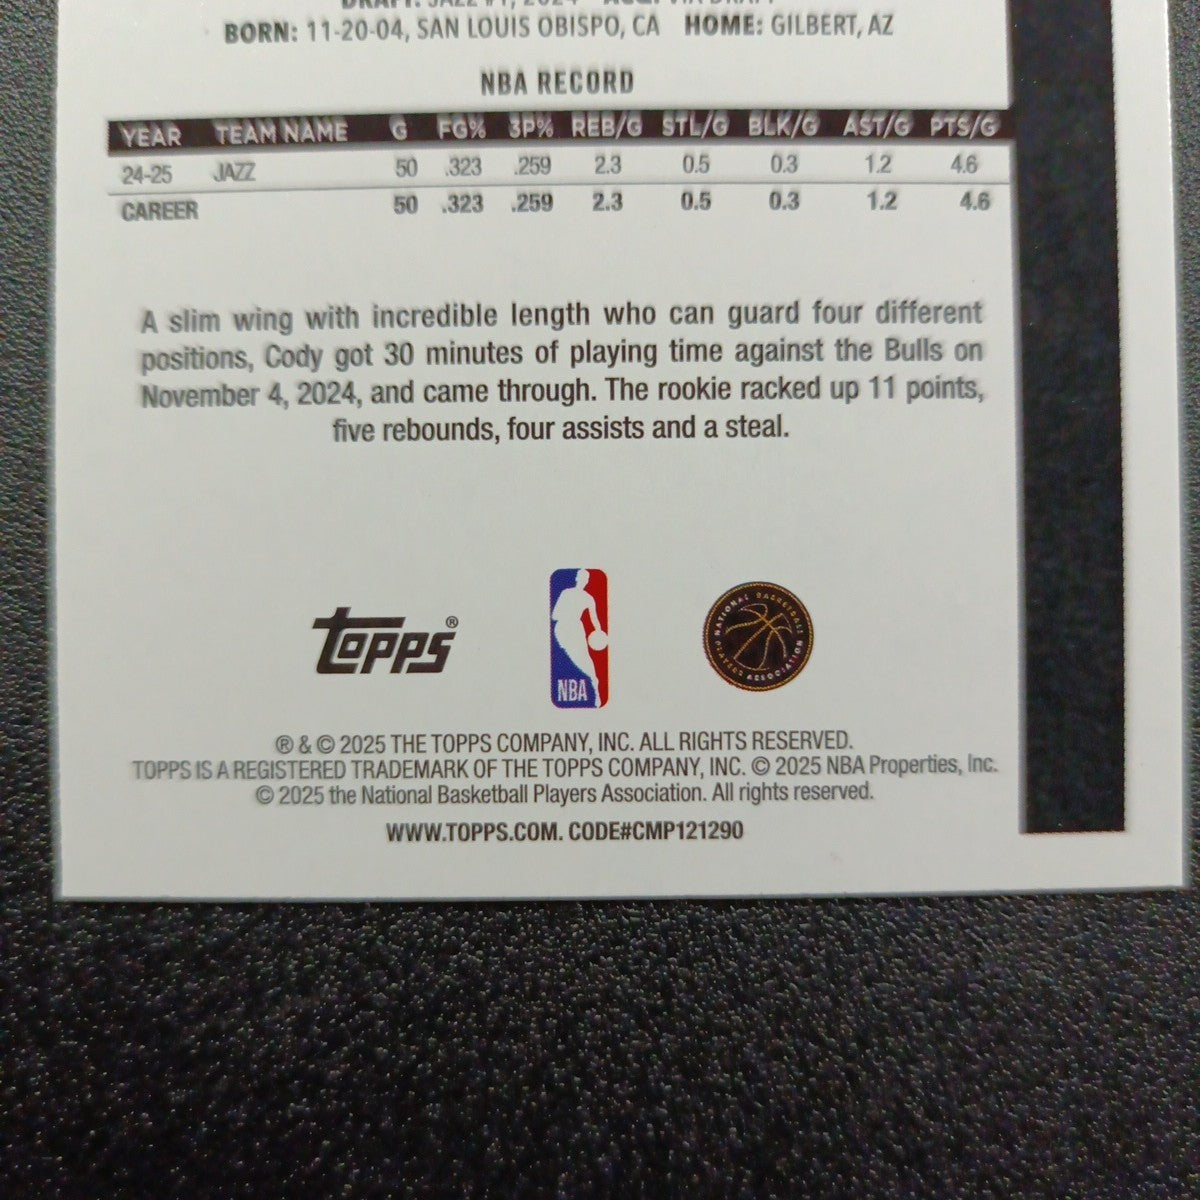 BORN: 11-20-04, SAN LOUIS OBISPO, CA HOME: GILBERT, AZ
NBA RECORD
YEAR TEAM NAME G FG% 3P% REB/G STL/G BLK/G AST/G PTS/G
24-25 JAZZ 50 .323 .259 2.3 0.5 0.3 1.2 4.6
CAREER 50 .323 .259 2.3 0.5 0.3 1.2 4.6
A slim wing with incredible length who can guard four different
positions, Cody got 30 minutes of playing time against the Bulls on
November 4, 2024, and came through. The rookie racked up 11 points,
five rebounds, four assists and a steal.
topps®
NBA
NATIONAL BASKETBALL PLAYERS ASSOCIATION
® & © 2025 THE TOPPS COMPANY, INC. ALL RIGHTS RESERVED.
TOPPS IS A REGISTERED TRADEMARK OF THE TOPPS COMPANY, INC. © 2025 NBA Properties, Inc.
© 2025 the National Basketball Players Association. All rights reserved.
WWW.TOPPS.COM. CODE#CMP121290